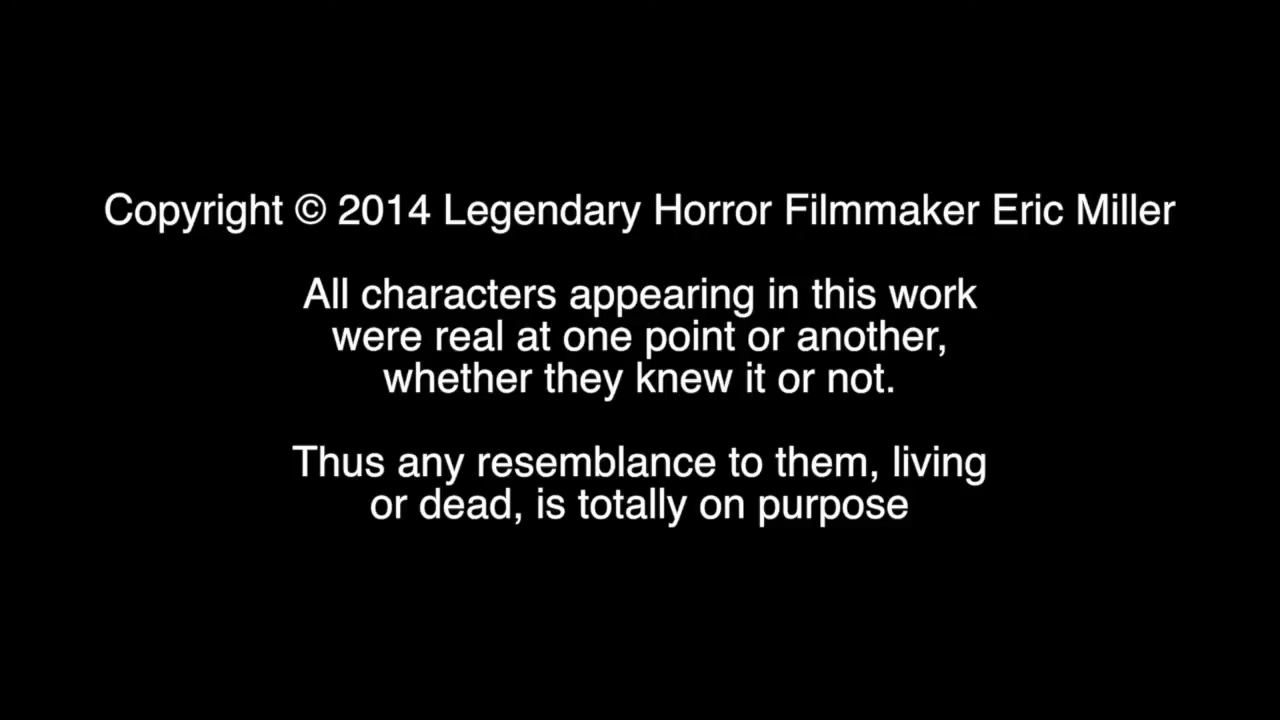 Copyright © 2014 Legendary Horror Filmmaker Eric Miller
All characters appearing in this work
were real at one point or another,
whether they knew it or not.
Thus any resemblance to them, living
or dead, is totally on purpose